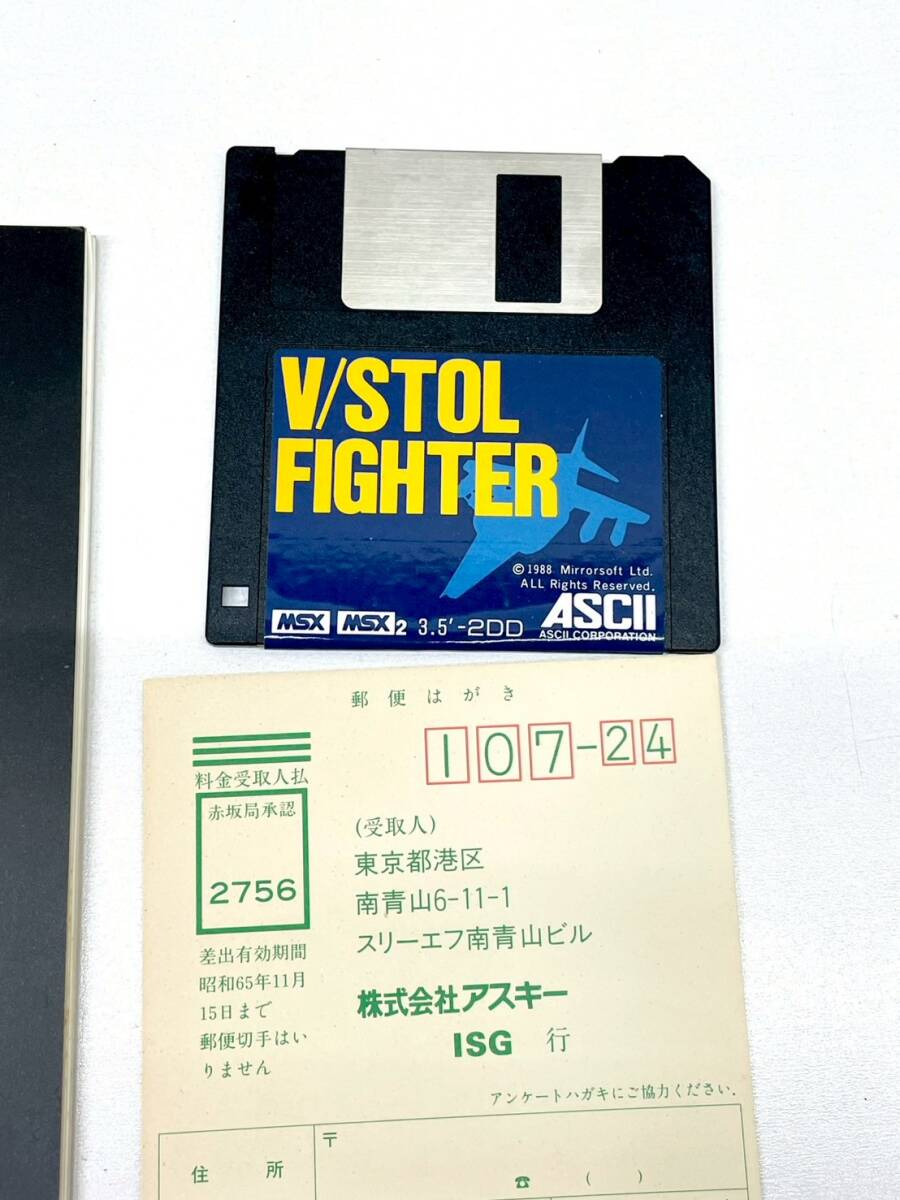 V/STOL
FIGHTER
©1988 Mirrorsoft Ltd.
ALL Rights Reserved.
MSX MSX2 3.5'-2DD
ASCII
ASCII CORPORATION
郵便はがき
料金受取人払
赤坂局承認
2756
差出有効期間
昭和65年11月
15日まで
郵便切手はい
りません
107-24
(受取人)
東京都港区
南青山6-11-1
スリーエフ南青山ビル
株式会社アスキー
ISG 行
アンケートハガキにご協力ください.
住所
〒
☎ ( )